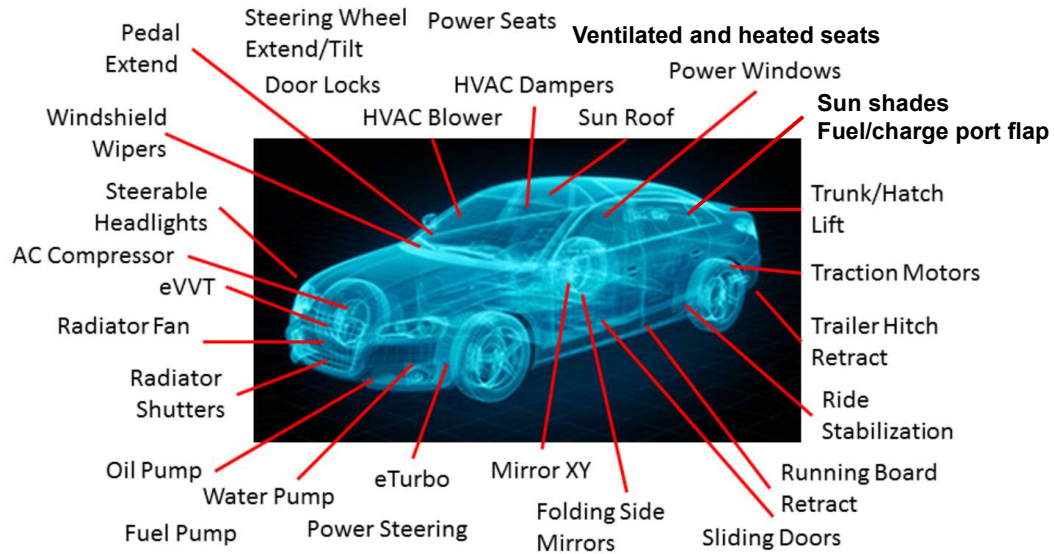 Steering Wheel
Extend/Tilt
Power Seats
Pedal
Extend
Ventilated and heated seats
Door Locks
HVAC Dampers
Power Windows
HVAC Blower
Sun Roof
Sun shades
Fuel/charge port flap
Windshield
Wipers
Steerable
Headlights
Trunk/Hatch
Lift
AC Compressor
Traction Motors
eVVT
Radiator Fan
Trailer Hitch
Retract
Radiator
Shutters
Ride
Stabilization
Oil Pump
Water Pump
eTurbo
Mirror XY
Running Board
Retract
Fuel Pump
Power Steering
Folding Side
Mirrors
Sliding Doors